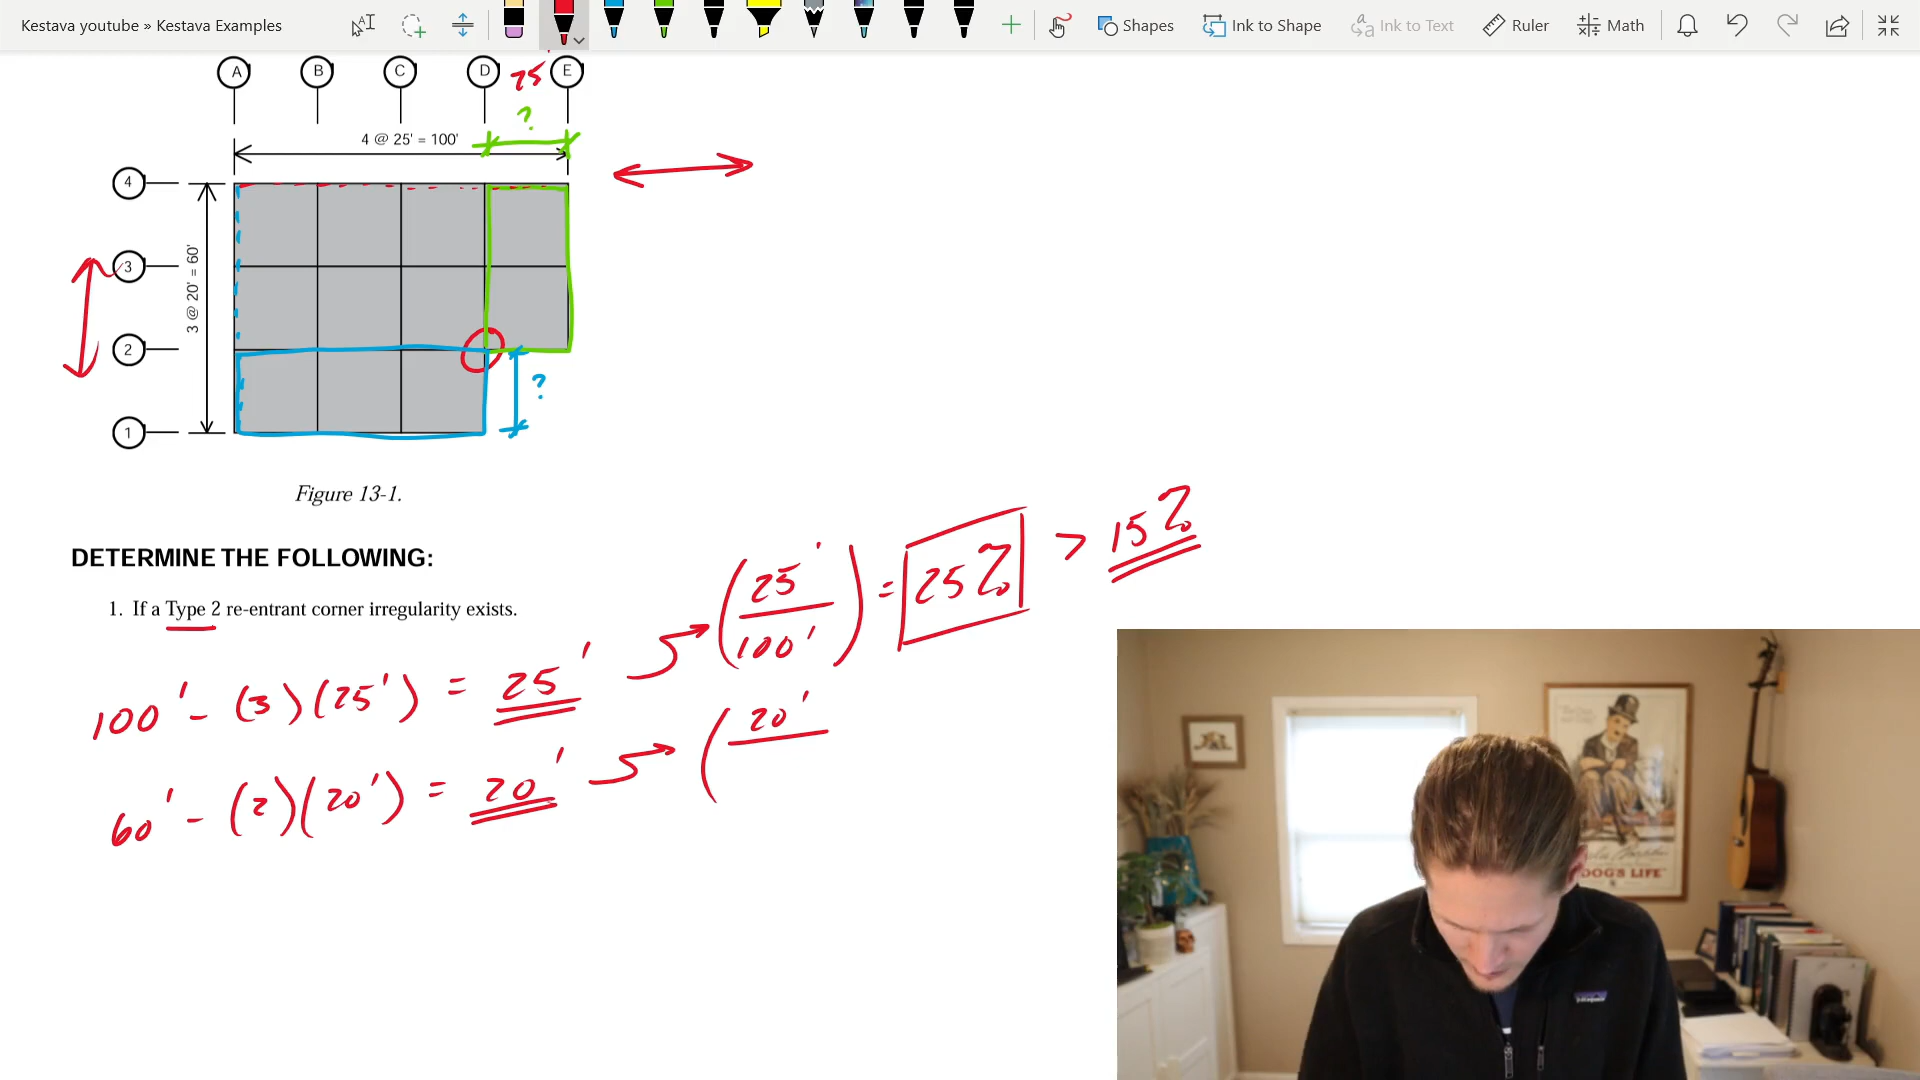 Kestava youtube » Kestava Examples
Shapes
Ink to Shape
Ink to Text
Ruler
Math
A B C D 25' E
?
4 @ 25' = 100'
4
3
3 @ 20' = 60'
2
?
1
Figure 13-1.
DETERMINE THE FOLLOWING:
1. If a Type 2 re-entrant corner irregularity exists.
100' - (3)(25') = 25' (25'/100') = 25% > 15%
60' - (2)(20') = 20' (20'
DOG'S LIFE